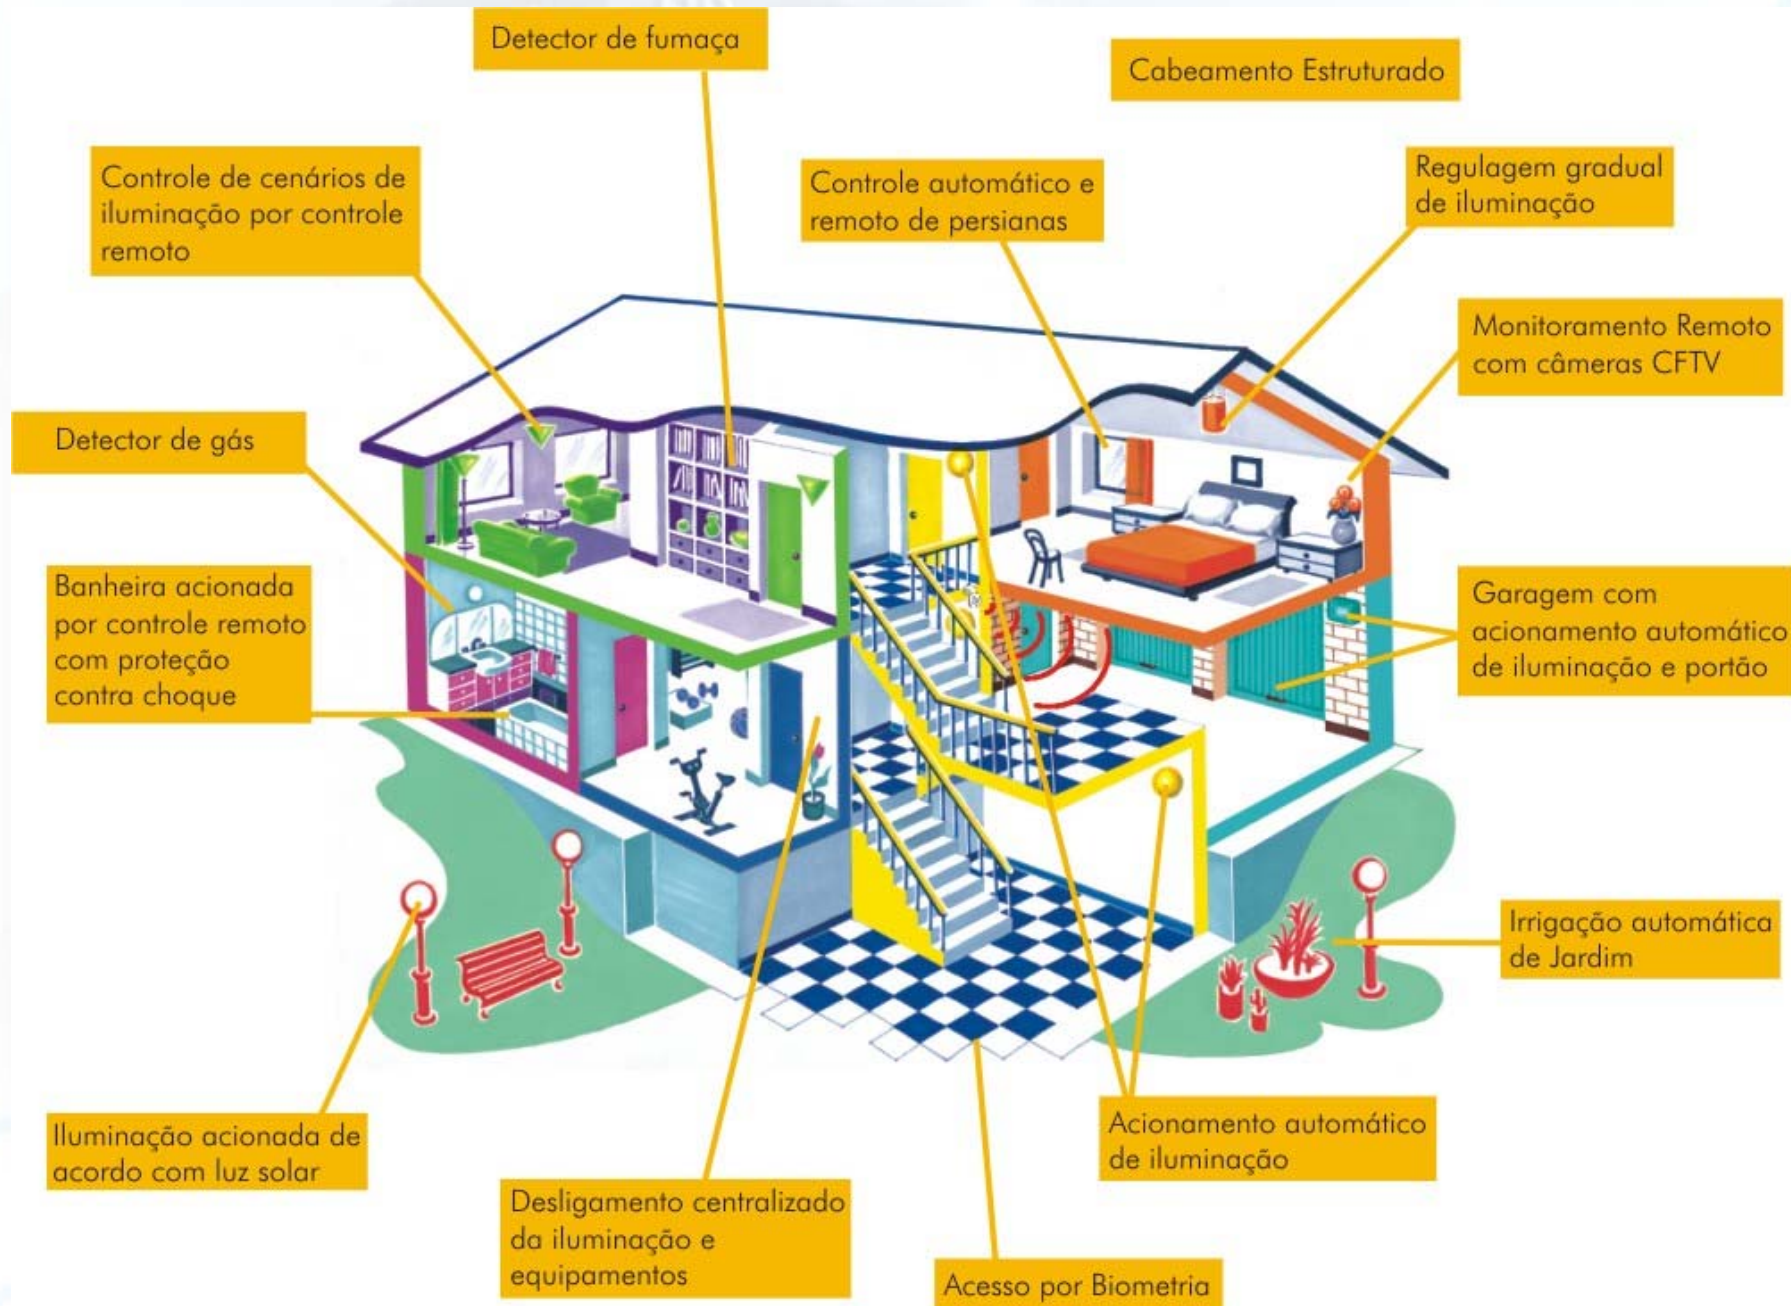 Detector de fumaça
Cabeamento Estruturado
Controle de cenários de
iluminação por controle
remoto
Controle automático e
remoto de persianas
Regulagem gradual
de iluminação
Monitoramento Remoto
com câmeras CFTV
Detector de gás
Banheira acionada
por controle remoto
com proteção
contra choque
Garagem com
acionamento automático
de iluminação e portão
Irrigação automática
de Jardim
Iluminação acionada de
acordo com luz solar
Acionamento automático
de iluminação
Desligamento centralizado
da iluminação e
equipamentos
Acesso por Biometria